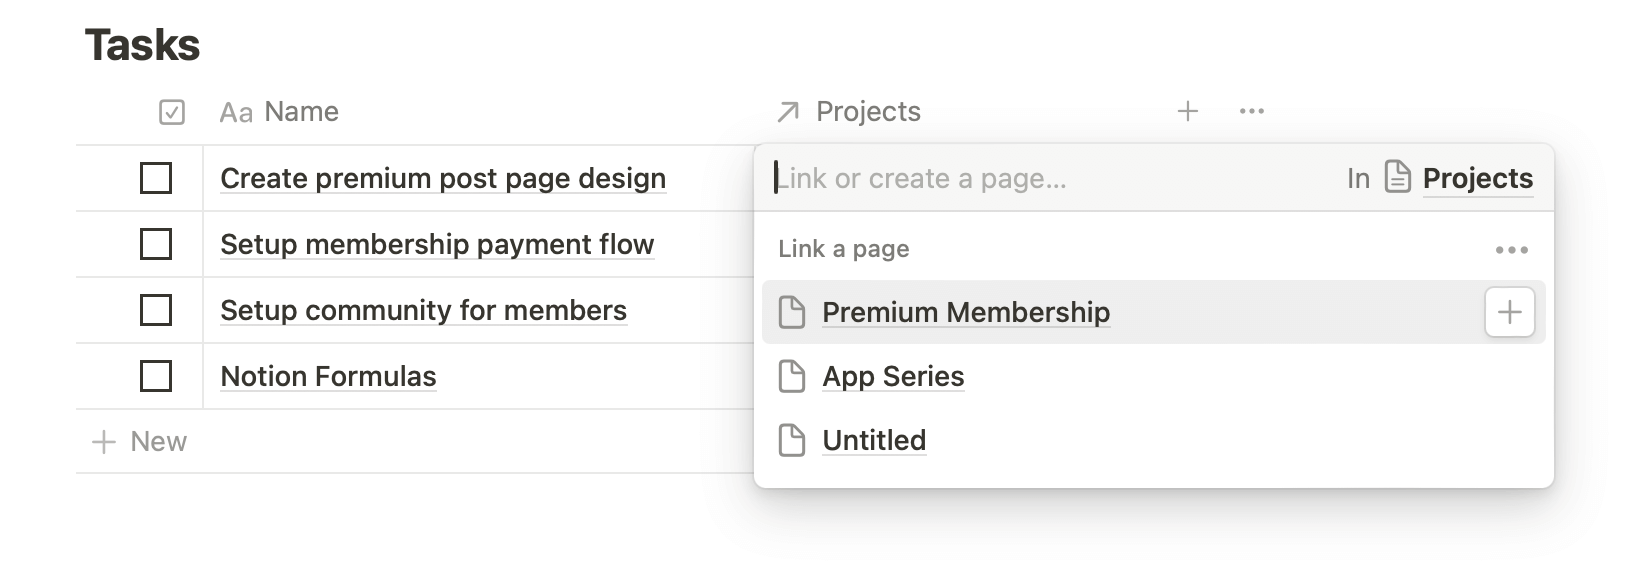 Tasks
Aa Name Projects
Create premium post page design
Link or create a page... In Projects
Setup membership payment flow
Link a page
Setup community for members
Premium Membership
Notion Formulas
App Series
New
Untitled